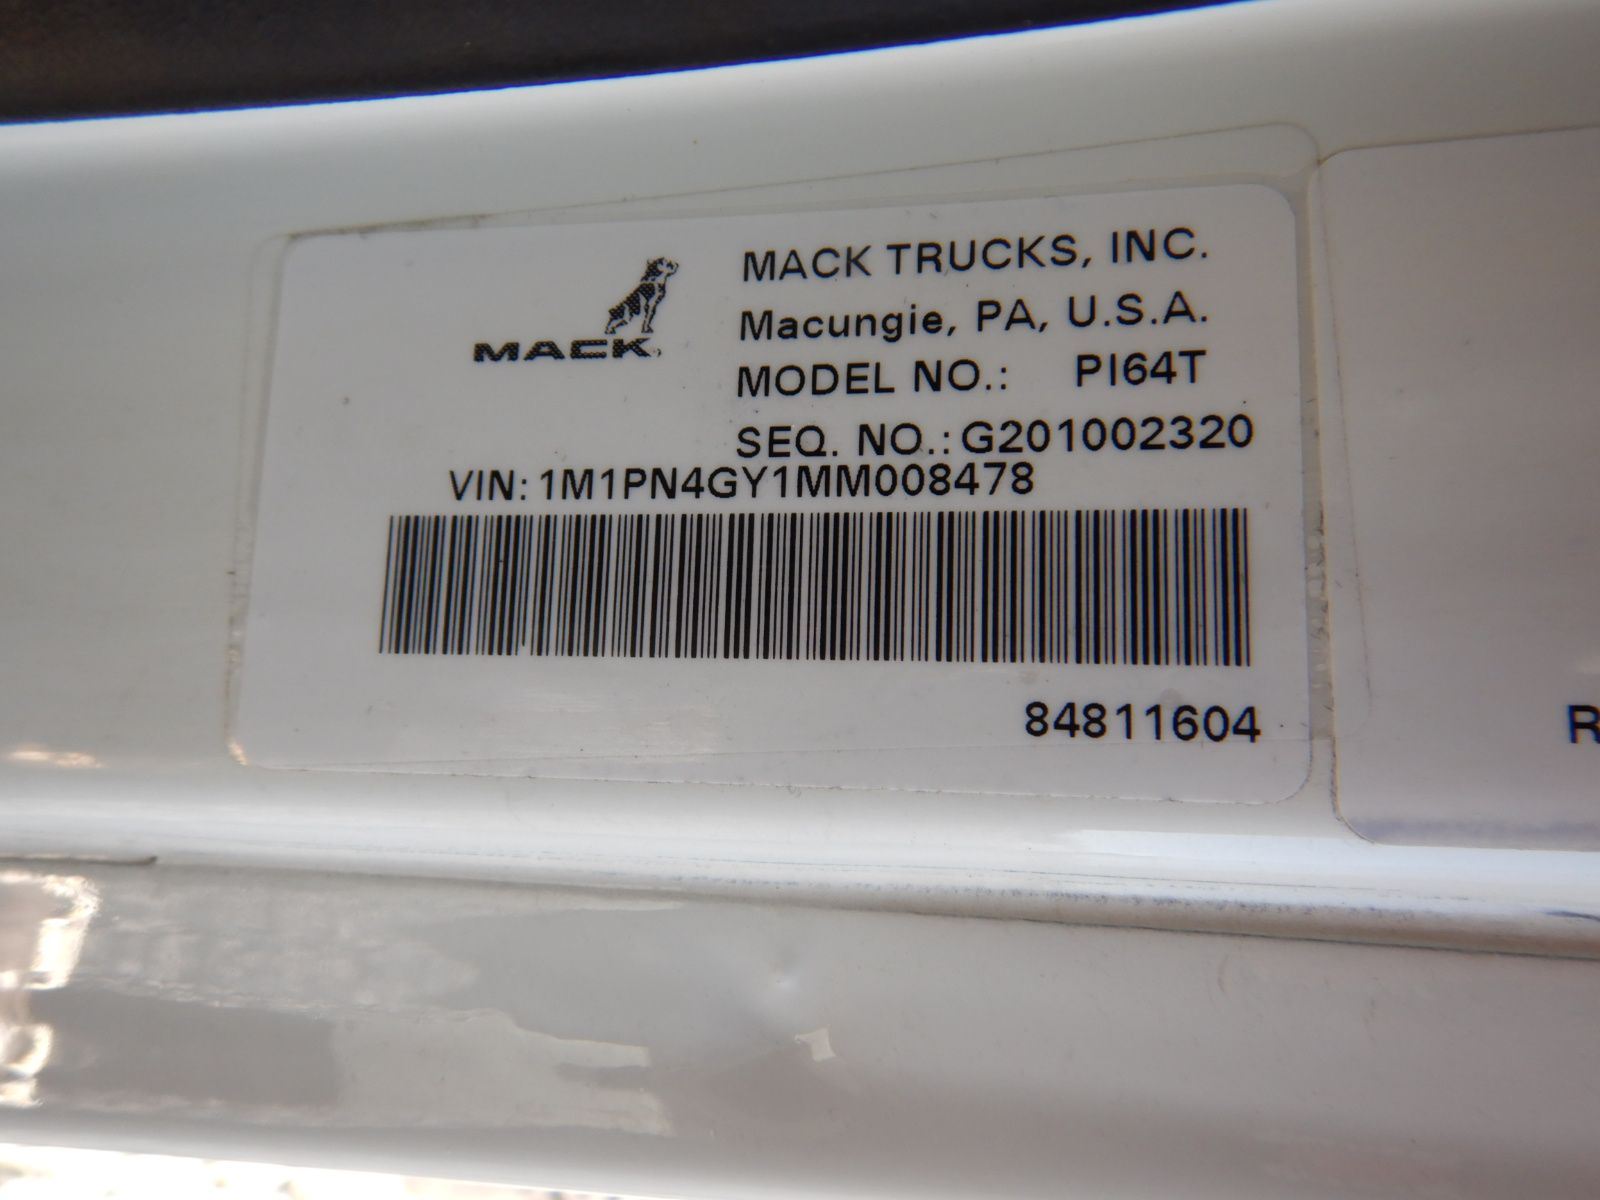 MACK
MACK TRUCKS, INC.
Macungie, PA, U.S.A.
MODEL NO.: PI64T
SEQ. NO.: G201002320
VIN: 1M1PN4GY1MM008478
84811604
R